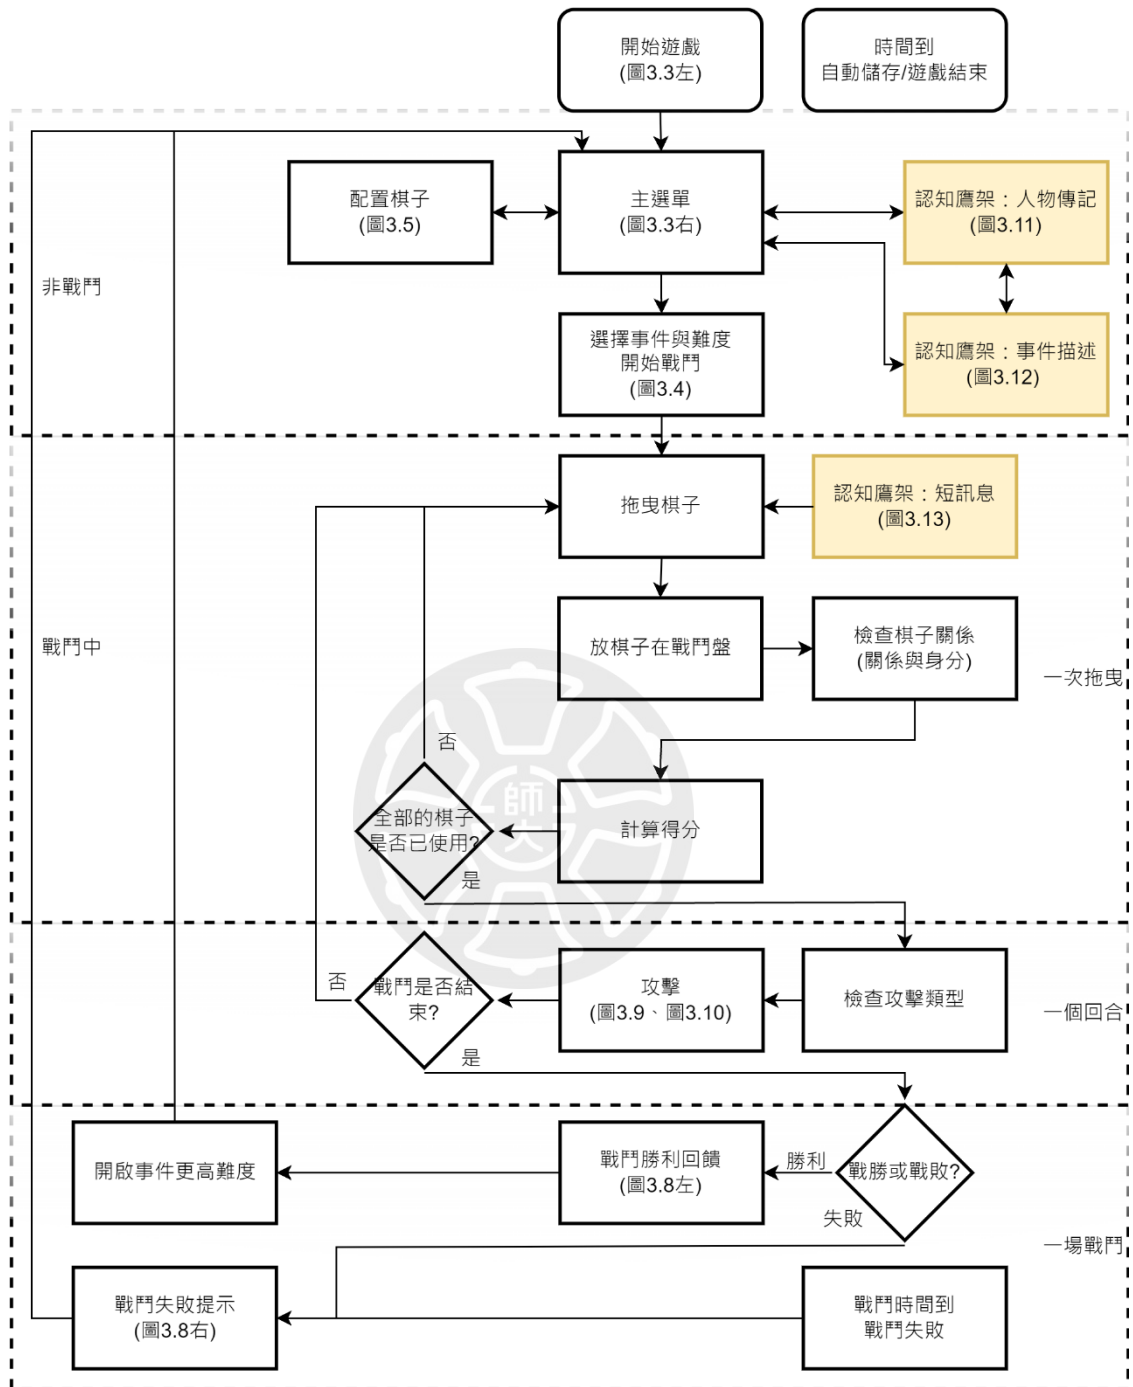 開始遊戲
(圖3.3左)
時間到
自動儲存/遊戲結束
配置棋子
(圖3.5)
主選單
(圖3.3右)
認知鷹架：人物傳記
(圖3.11)
非戰鬥
選擇事件與難度
開始戰鬥
(圖3.4)
認知鷹架：事件描述
(圖3.12)
拖曳棋子
認知鷹架：短訊息
(圖3.13)
戰鬥中
放棋子在戰鬥盤
檢查棋子關係
(關係與身分)
一次拖曳
否
全部的棋子
是否已使用?
計算得分
師大
是
否
戰鬥是否結
束?
攻擊
(圖3.9、圖3.10)
檢查攻擊類型
一個回合
是
開啟事件更高難度
戰鬥勝利回饋
(圖3.8左)
勝利
戰勝或戰敗?
失敗
一場戰鬥
戰鬥失敗提示
(圖3.8右)
戰鬥時間到
戰鬥失敗